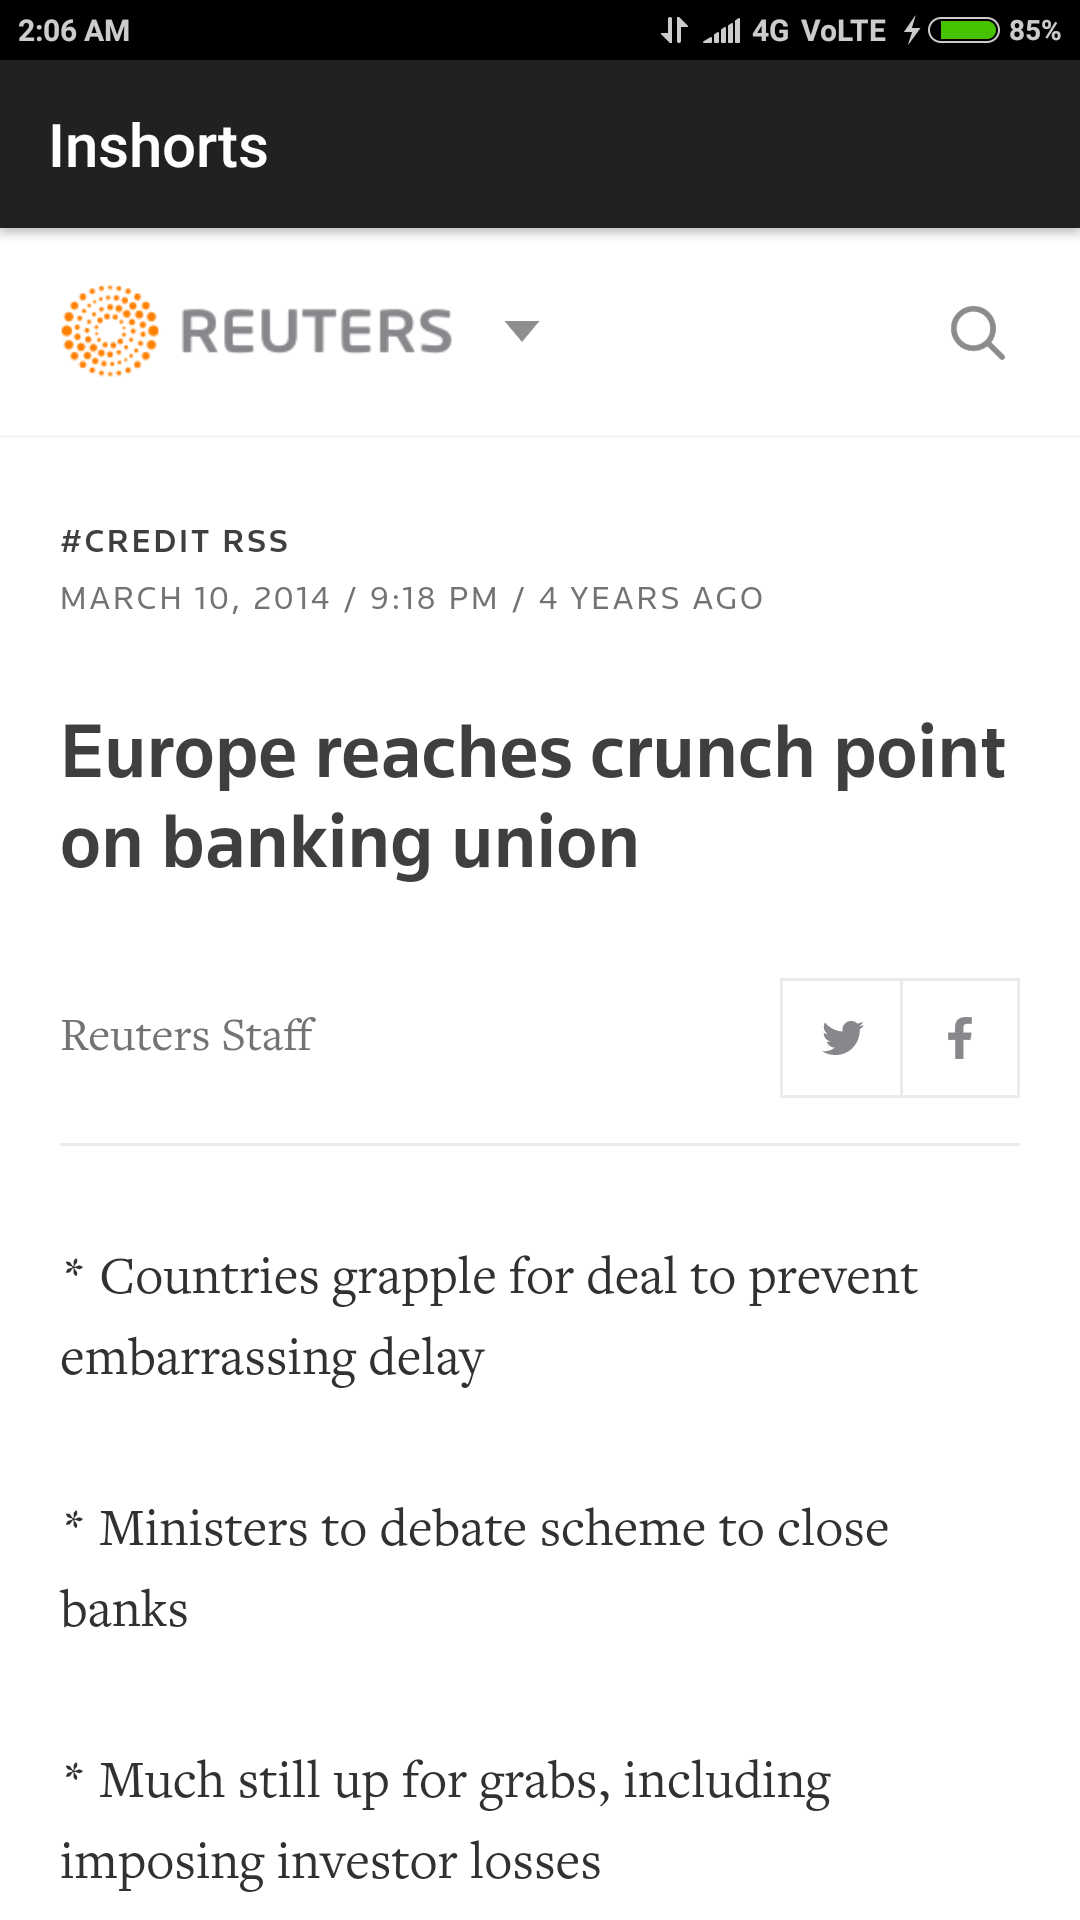 2:06 AM 4G VoLTE 85%
Inshorts
REUTERS
#CREDIT RSS
MARCH 10, 2014 / 9:18 PM / 4 YEARS AGO
Europe reaches crunch point
on banking union
Reuters Staff
* Countries grapple for deal to prevent
embarrassing delay
* Ministers to debate scheme to close
banks
* Much still up for grabs, including
imposing investor losses